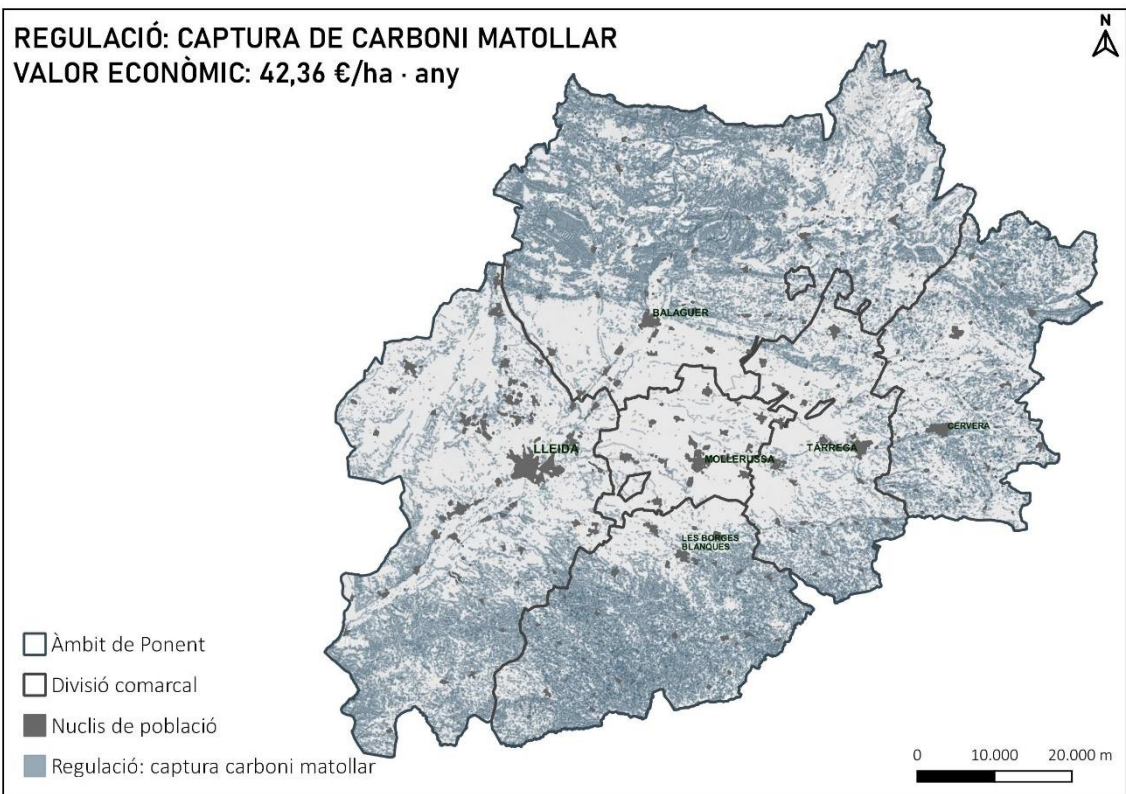 REGULACIÓ: CAPTURA DE CARBONI MATOLLAR
VALOR ECONÒMIC: 42,36 €/ha · any
N
BALAGUER
LLEIDA
MOLLERUSSA
TÀRREGA
CERVERA
LES BORGES
BLANQUES
Àmbit de Ponent
Divisió comarcal
Nuclis de població
Regulació: captura carboni matollar
0 10.000 20.000 m